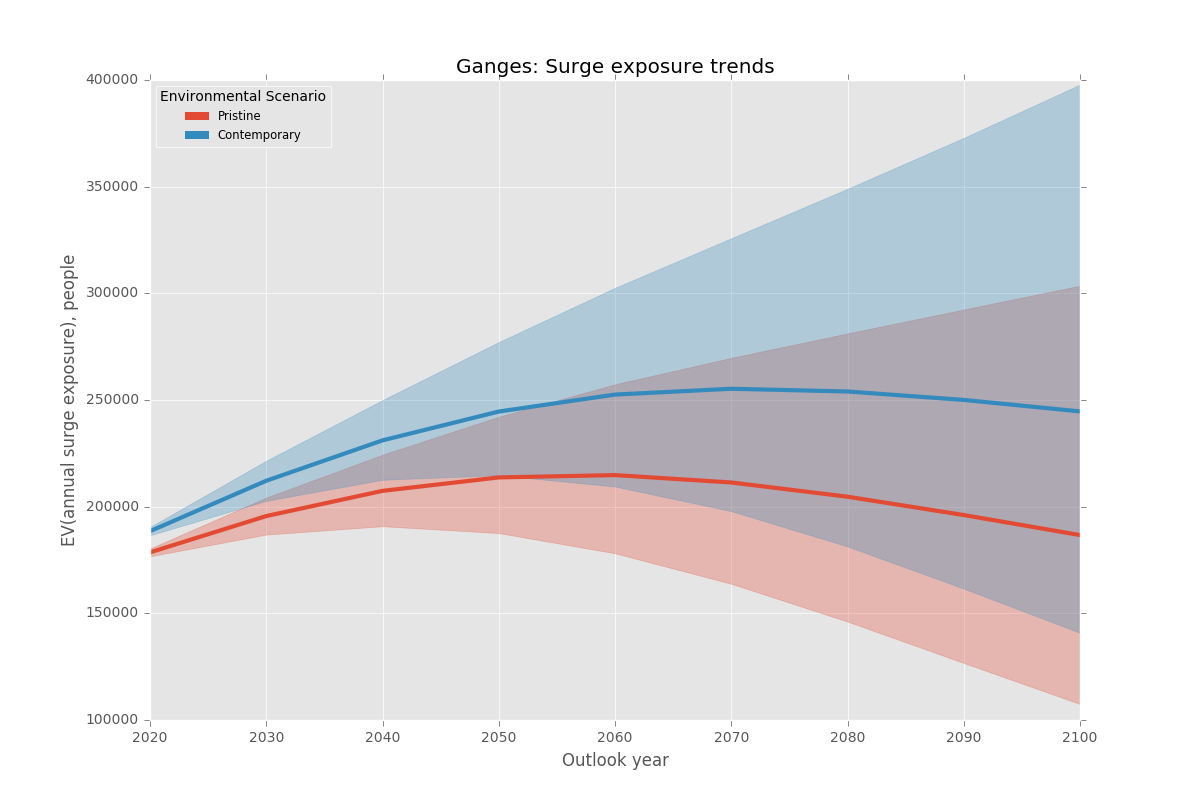 Ganges: Surge exposure trends
Environmental Scenario
Pristine
Contemporary
EV(annual surge exposure), people
400000
350000
300000
250000
200000
150000
100000
2020 2030 2040 2050 2060 2070 2080 2090 2100
Outlook year